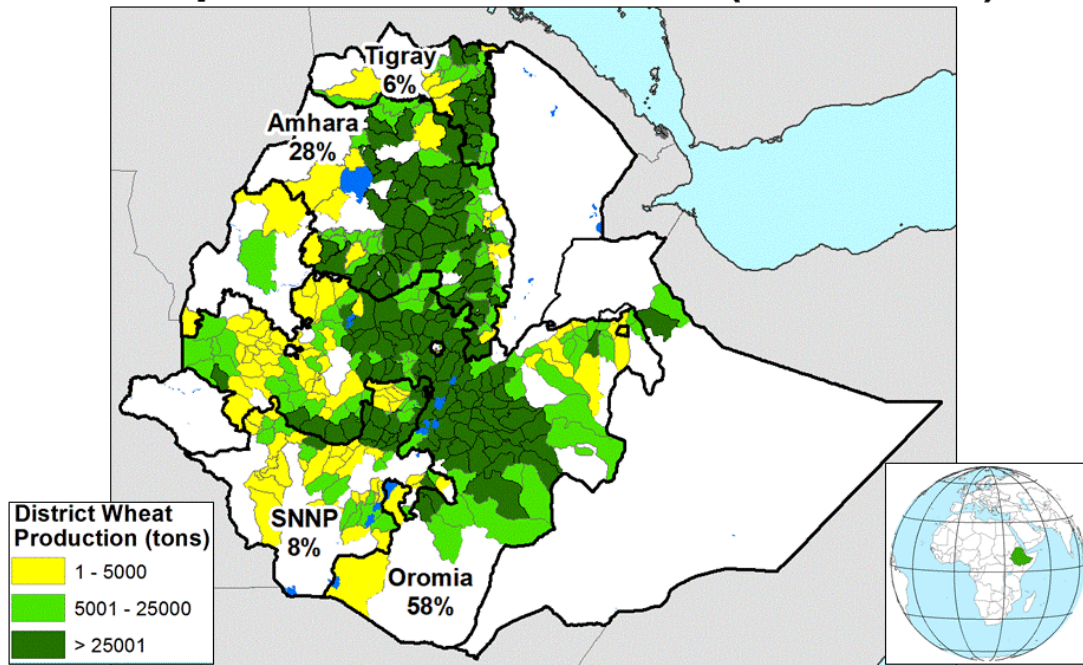 Tigray
6%
Amhara
28%
SNNP
8%
Oromia
58%
District Wheat
Production (tons)
1 - 5000
5001 - 25000
> 25001